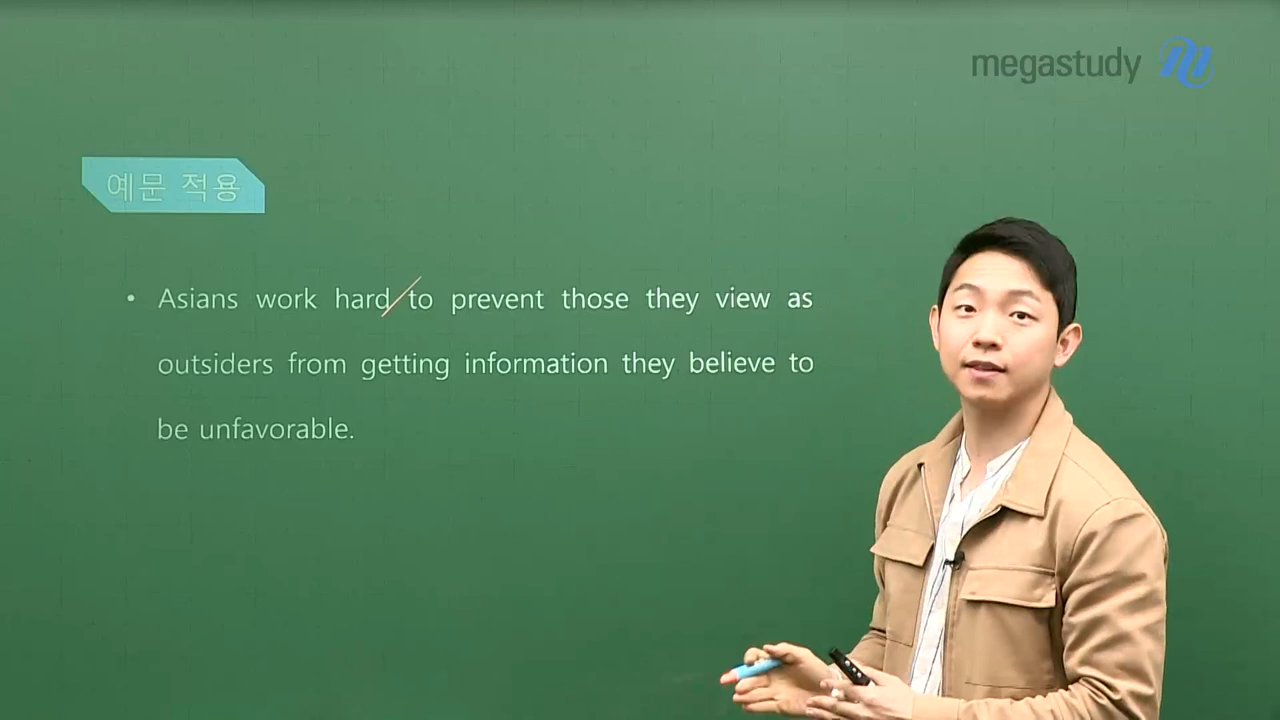 megastudy
예문 적용
• Asians work hard to prevent those they view as
outsiders from getting information they believe to
be unfavorable.